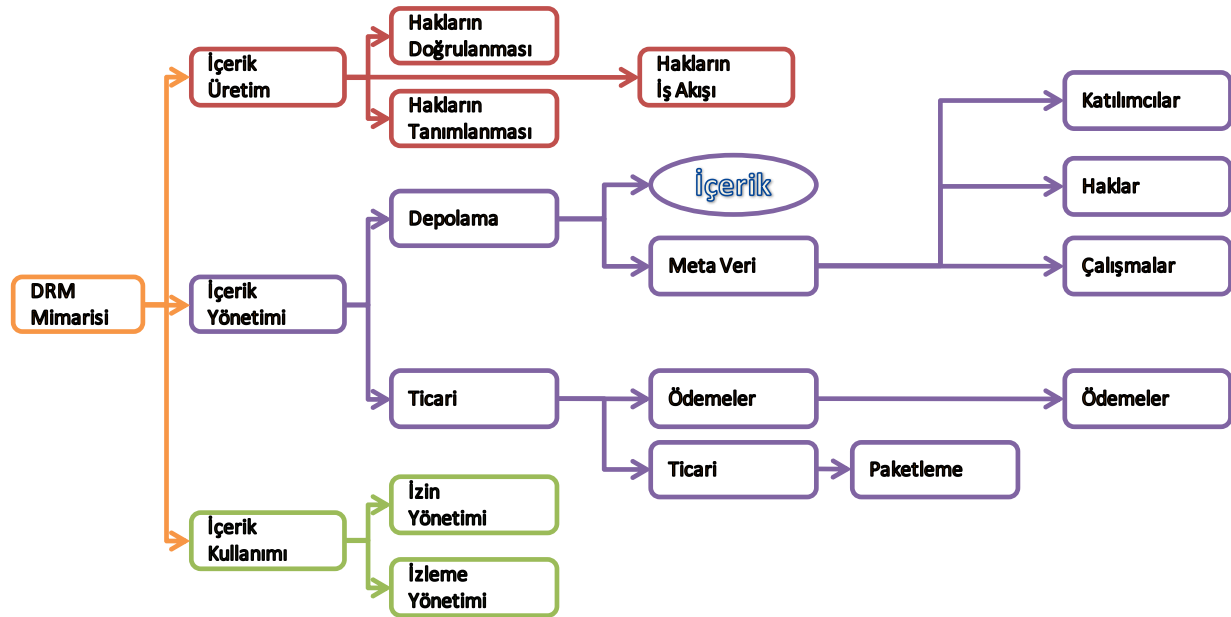 DRM
Mimarisi
İçerik
Üretim
Hakların
Doğrulanması
Hakların
Tanımlanması
Hakların
İş Akışı
İçerik
Yönetimi
Depolama
İçerik
Meta Veri
Katılımcılar
Haklar
Çalışmalar
Ticari
Ödemeler
Ödemeler
Ticari
Paketleme
İçerik
Kullanımı
İzin
Yönetimi
İzleme
Yönetimi